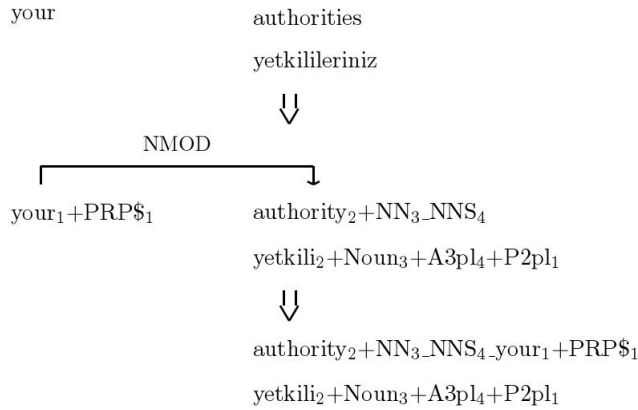 your authorities
yetkilileriniz
NMOD
your₁+PRP$₁ authority₂+NN₃_NNS₄
yetkili₂+Noun₃+A3pl₄+P2pl₁
authority₂+NN₃_NNS₄_your₁+PRP$₁
yetkili₂+Noun₃+A3pl₄+P2pl₁